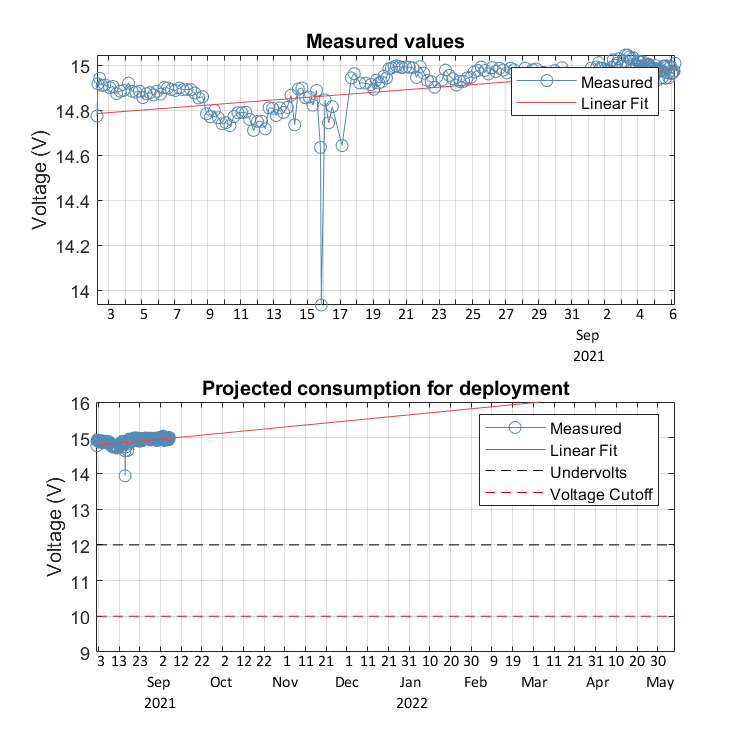 Measured values
Voltage (V)
15
14.8
14.6
14.4
14.2
14
Measured
Linear Fit
3 5 7 9 11 13 15 17 19 21 23 25 27 29 31 2 4 6
Sep
2021
Projected consumption for deployment
Voltage (V)
16
15
14
13
12
11
10
9
Measured
Linear Fit
Undervolts
Voltage Cutoff
3 13 23 2 12 22 2 12 22 1 11 21 1 11 21 31 10 20 30 9 19 1 11 21 31 10 20 30
Sep Oct Nov Dec Jan Feb Mar Apr May
2021 2022